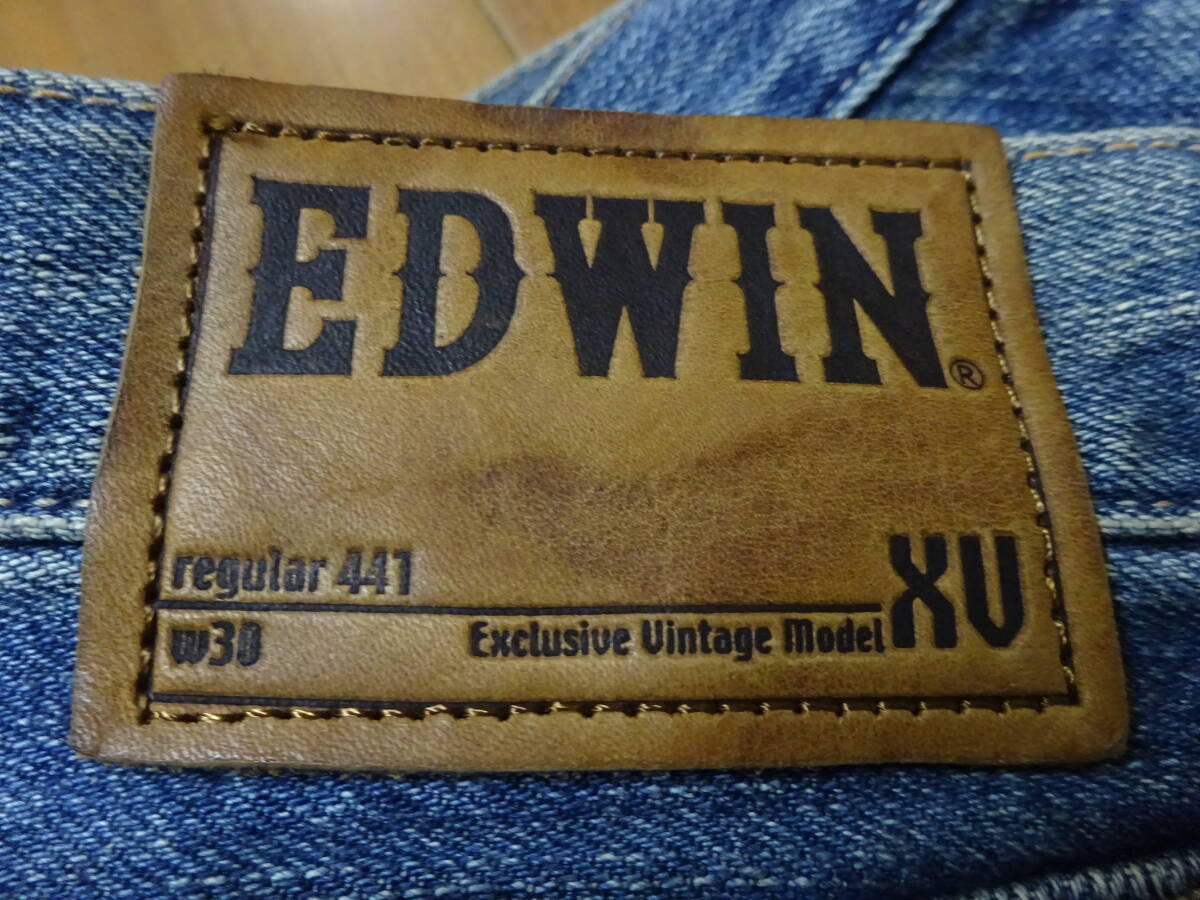 EDWIN®
regular 441
XV
w30 Exclusive Vintage Model